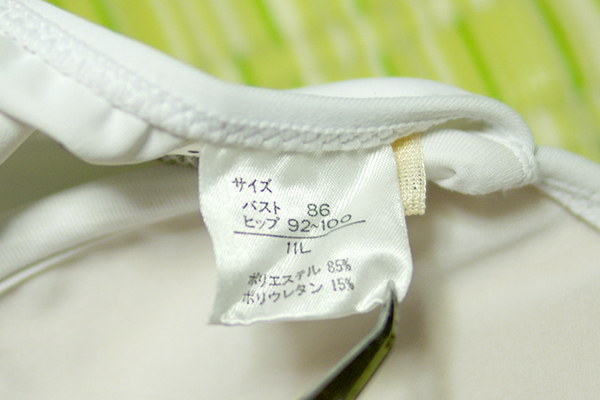 サイズ
バスト 86
ヒップ 92~100
11L
ポリエステル 85%
ポリウレタン 15%